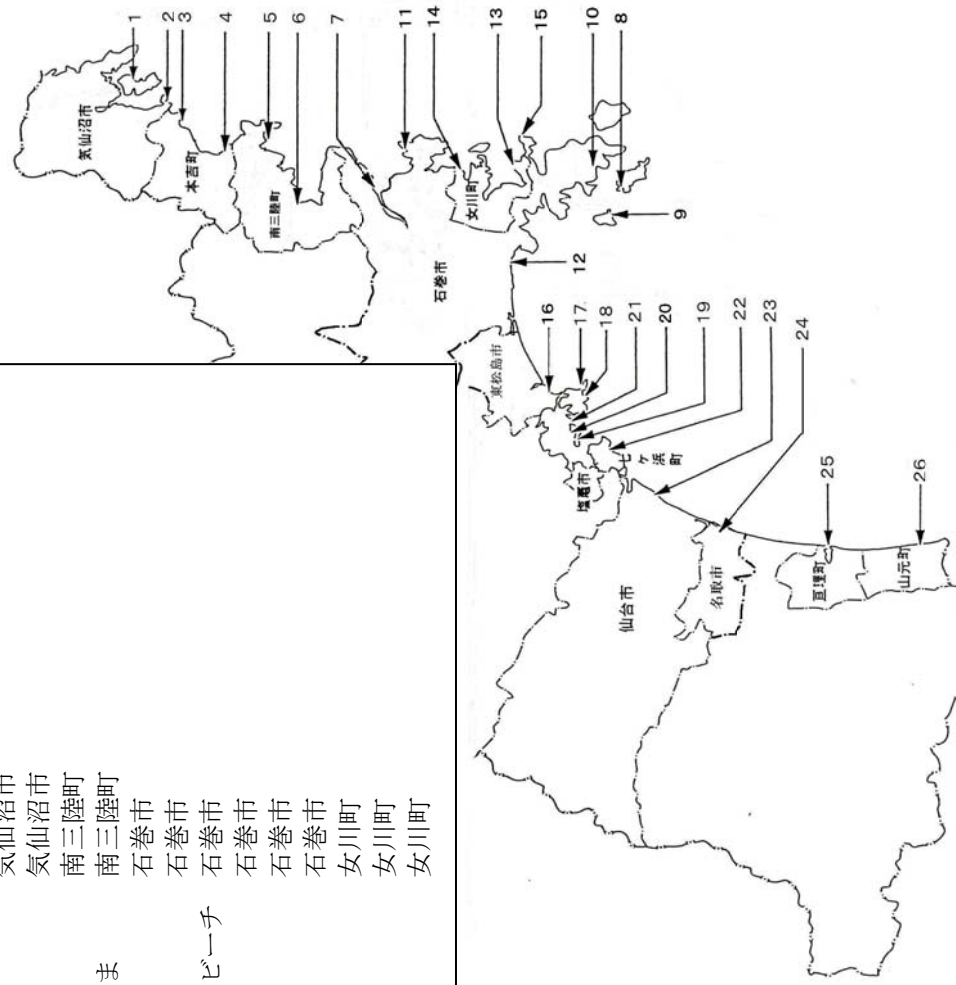 気仙沼市
気仙沼市
南三陸町
ま 南三陸町
石巻市
石巻市
ビーチ 石巻市
石巻市
石巻市
石巻市
女川町
女川町
女川町
気仙沼市
本吉町
南三陸町
石巻市
女川町
東松島市
塩竈市
七ヶ浜町
仙台市
名取市
亘理町
山元町
1
2
3
4
5
6
7
11
14
13
15
10
8
9
12
16
17
18
21
20
19
22
23
24
25
26